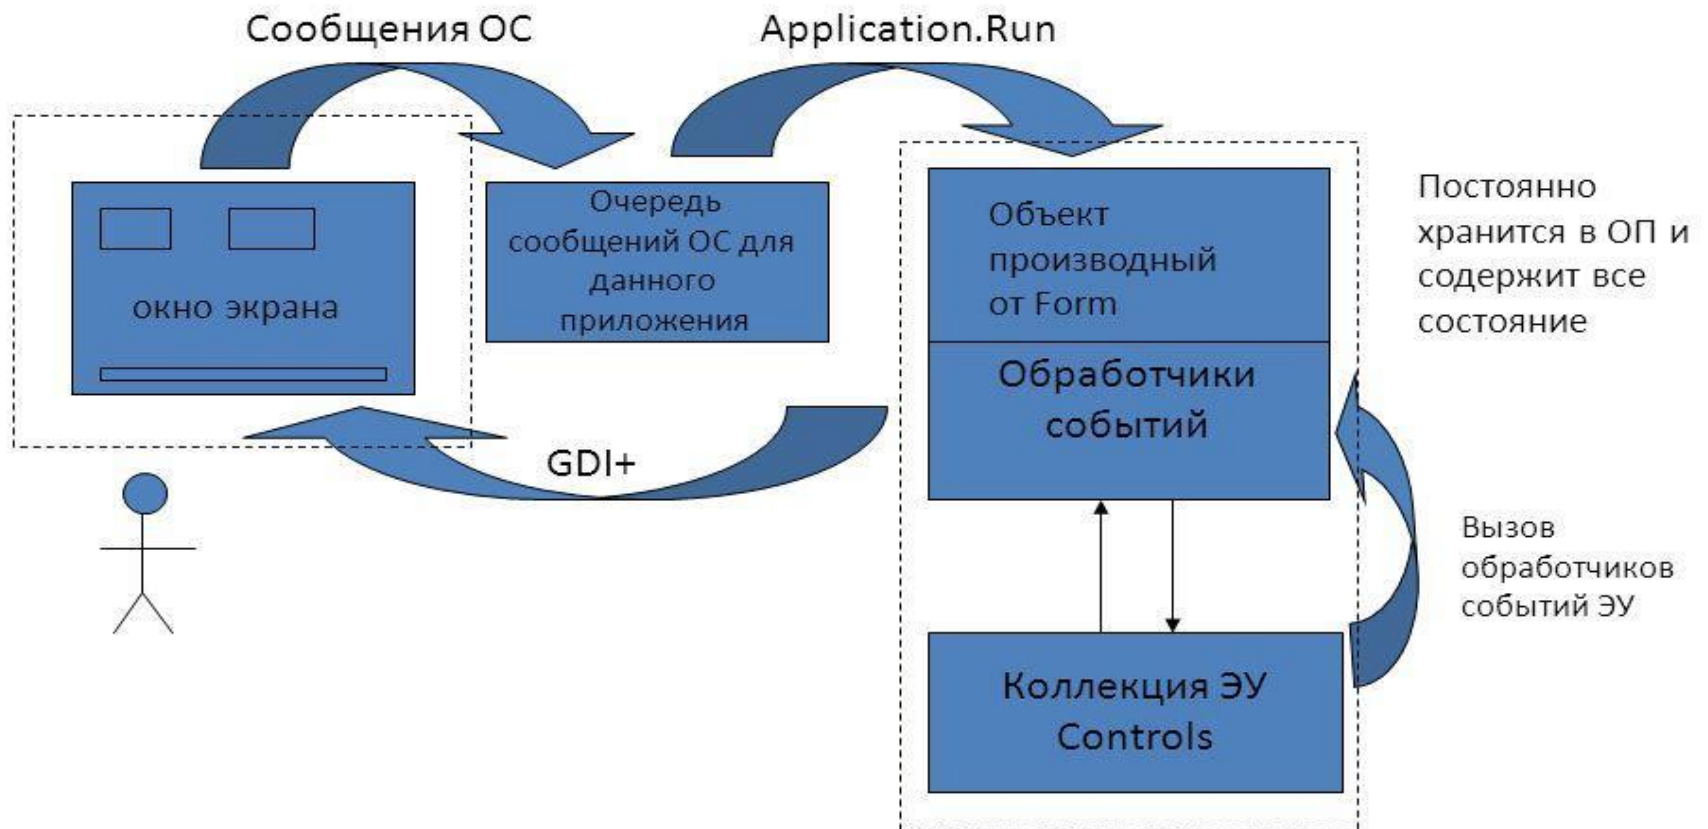 Сообщения ОС
Application.Run
окно экрана
Очередь
сообщений ОС для
данного
приложения
Объект
производный
от Form
Обработчики
событий
Постоянно
хранится в ОП и
содержит все
состояние
GDI+
Вызов
обработчиков
событий ЭУ
Коллекция ЭУ
Controls